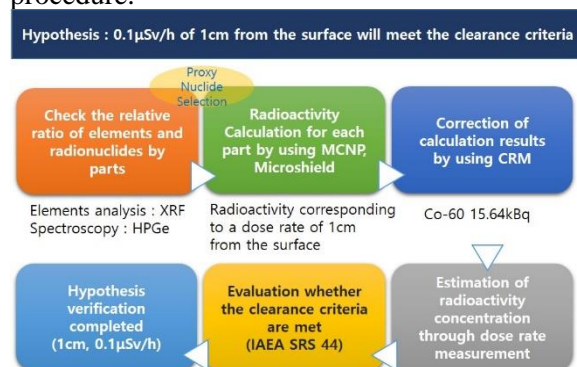 procedure.
Hypothesis : 0.1μSv/h of 1cm from the surface will meet the clearance criteria
Proxy
Nuclide
Selection
Check the relative
ratio of elements and
radionuclides by
parts
Radioactivity
Calculation for each
part by using MCNP,
Microshield
Correction of
calculation results
by using CRM
Elements analysis : XRF
Spectroscopy : HPGe
Radioactivity corresponding
to a dose rate of 1cm
from the surface
Co-60 15.64kBq
Hypothesis
verification
completed
(1cm, 0.1μSv/h)
Evaluation whether
the clearance criteria
are met
(IAEA SRS 44)
Estimation of
radioactivity
concentration
through dose rate
measurement